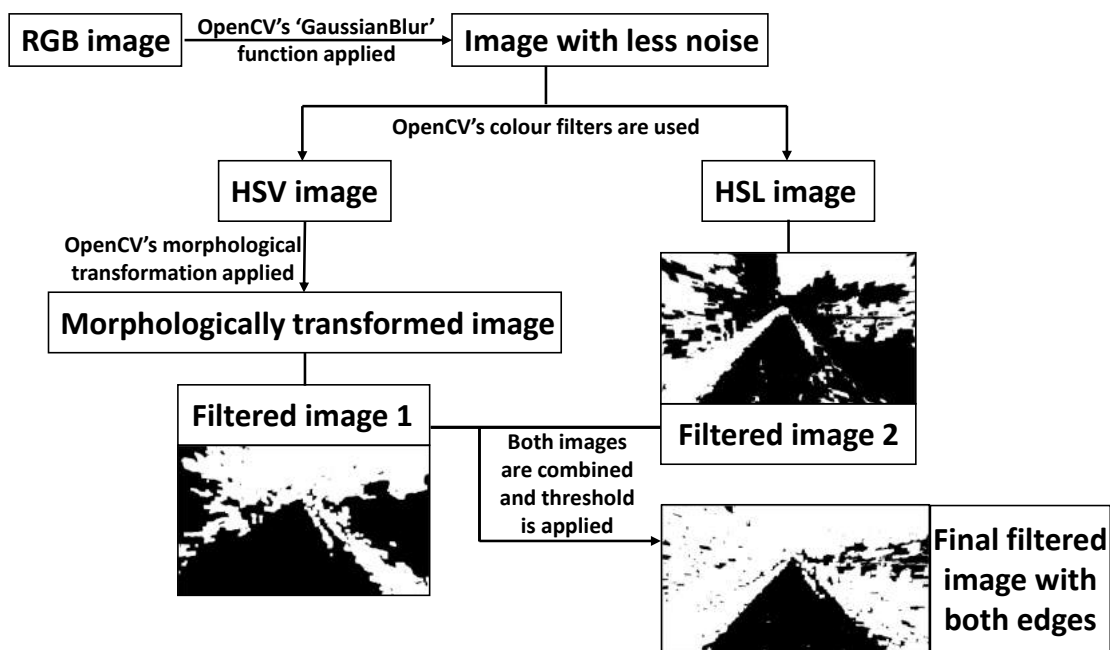 RGB image
OpenCV's ‘GaussianBlur’
function applied
Image with less noise
OpenCV's colour filters are used
HSV image
HSL image
OpenCV's morphological
transformation applied
Morphologically transformed image
Filtered image 1
Filtered image 2
Both images
are combined
and threshold
is applied
Final filtered
image with
both edges